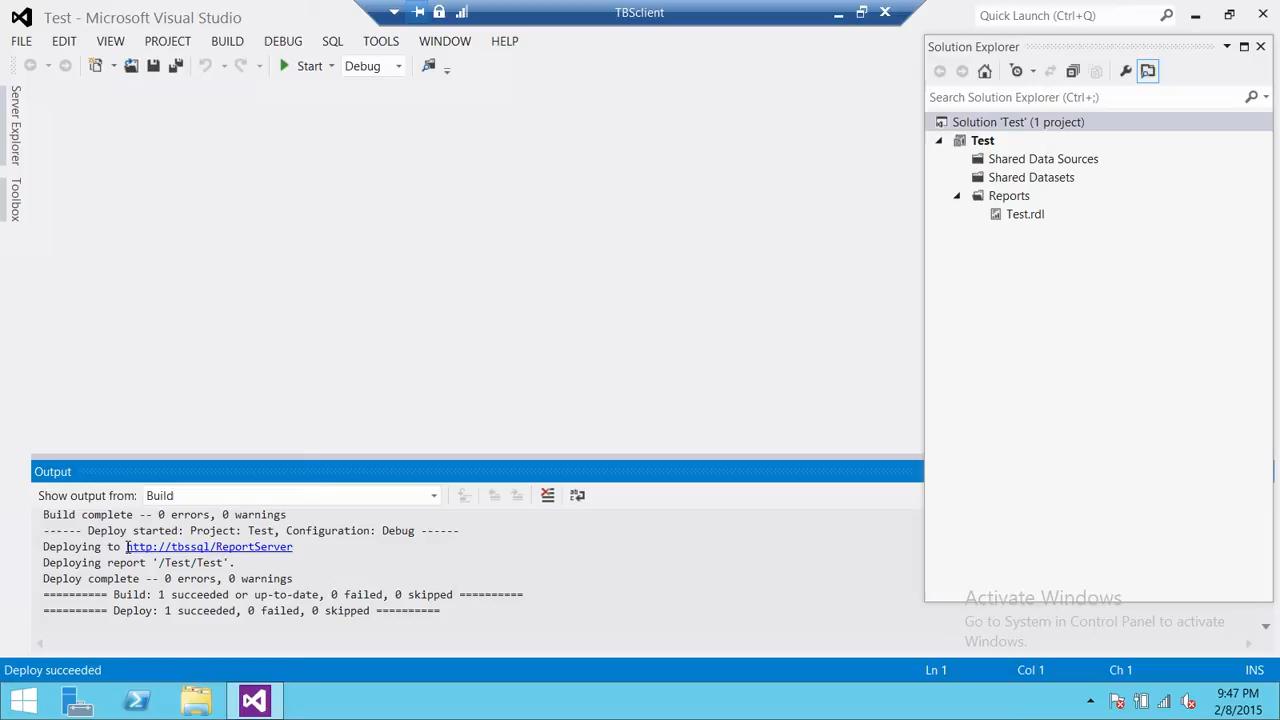 Test - Microsoft Visual Studio
TBSclient
Quick Launch (Ctrl+Q)
FILE EDIT VIEW PROJECT BUILD DEBUG SQL TOOLS WINDOW HELP
Start Debug
Server Explorer
Toolbox
Solution Explorer
Search Solution Explorer (Ctrl+;)
Solution 'Test' (1 project)
Test
Shared Data Sources
Shared Datasets
Reports
Test.rdl
Output
Show output from: Build
Build complete -- 0 errors, 0 warnings
------ Deploy started: Project: Test, Configuration: Debug ------
Deploying to http://tbssql/ReportServer
Deploying report '/Test/Test'.
Deploy complete -- 0 errors, 0 warnings
========== Build: 1 succeeded or up-to-date, 0 failed, 0 skipped ==========
========== Deploy: 1 succeeded, 0 failed, 0 skipped ==========
Activate Windows
Go to System in Control Panel to activate
Windows.
Deploy succeeded Ln 1 Col 1 Ch 1 INS
9:47 PM
2/8/2015